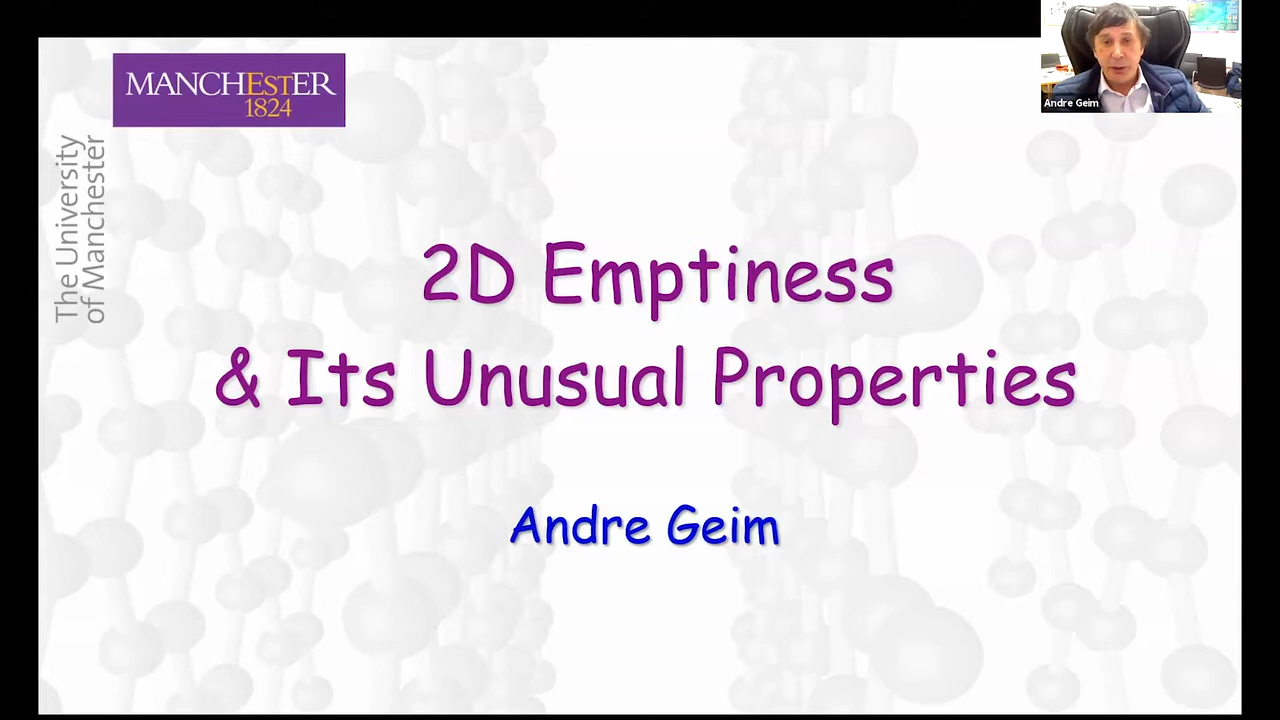 MANCHESTER
1824
The University
of Manchester
Andre Geim
2D Emptiness
& Its Unusual Properties
Andre Geim